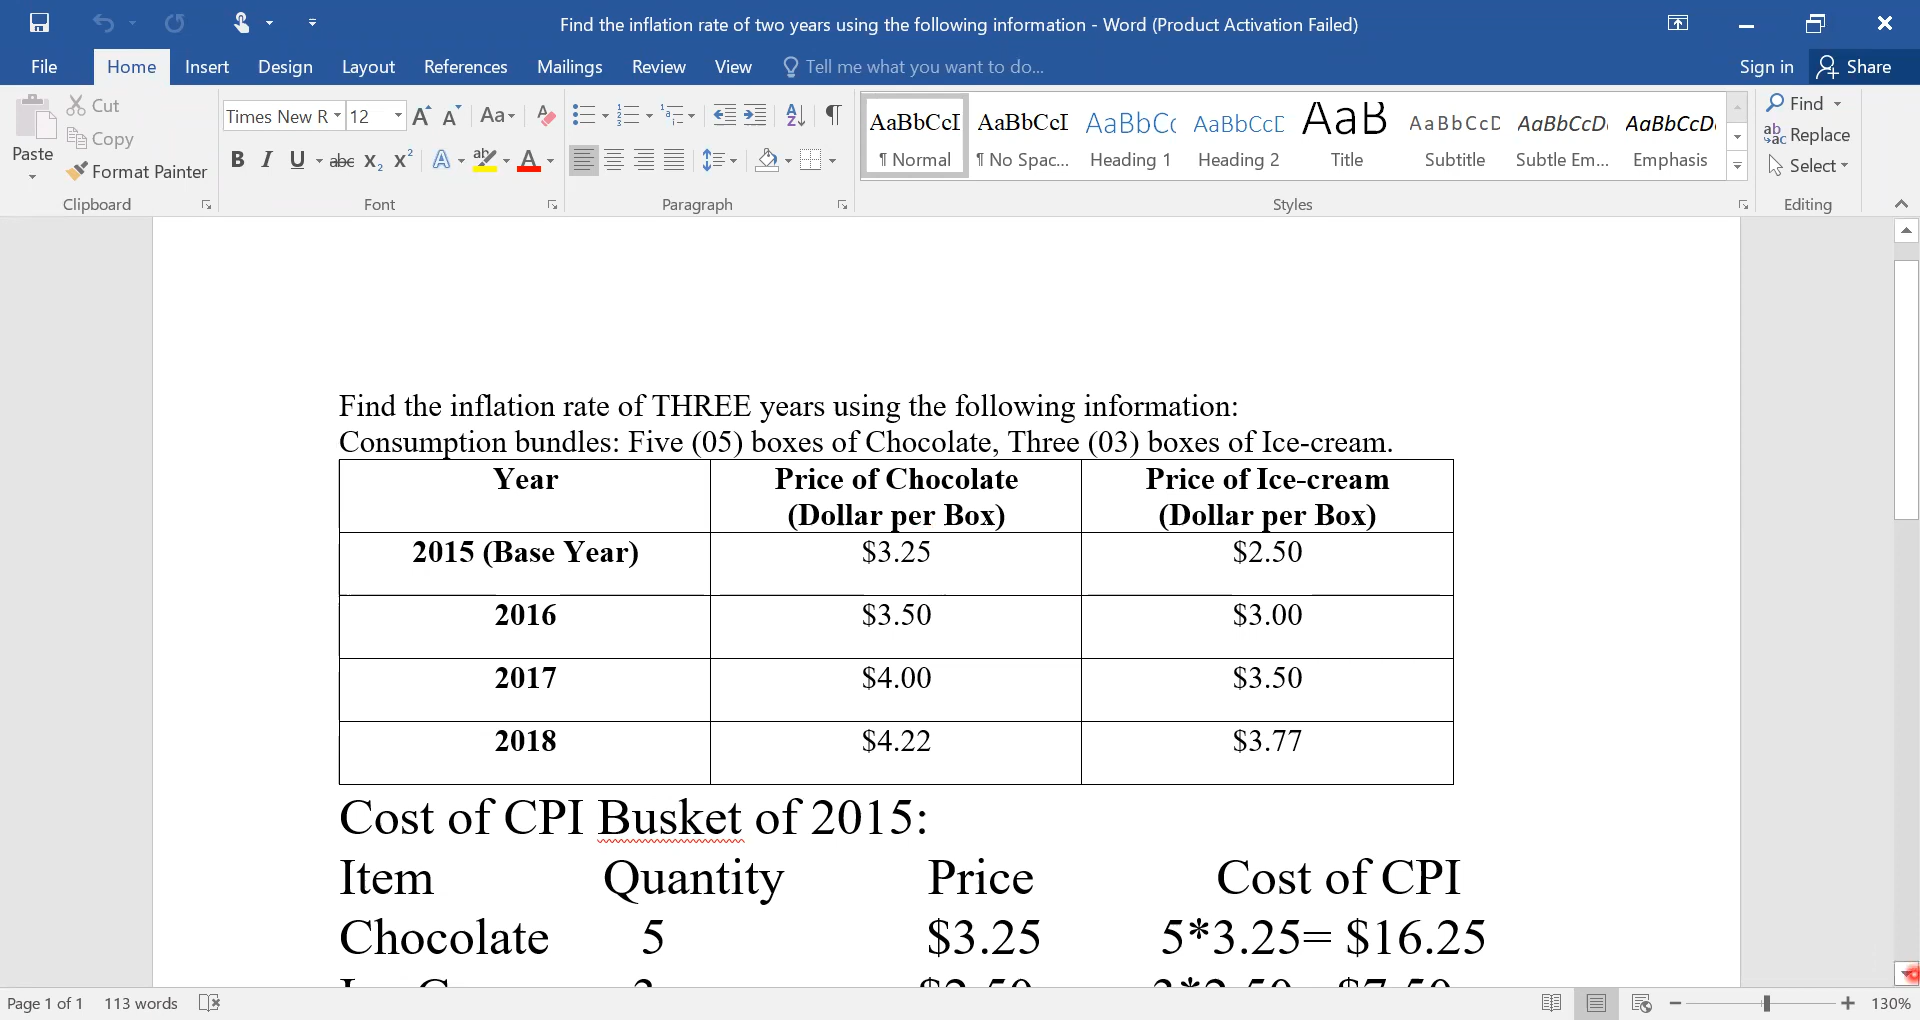 Find the inflation rate of two years using the following information - Word (Product Activation Failed)
File Home Insert Design Layout References Mailings Review View Tell me what you want to do... Sign in Share
Paste
Cut
Copy
Format Painter
Clipboard
Times New R 12
Font
Paragraph
AaBbCcI AaBbCcI AaBbCc AaBbCcD AaB AaBbCcD AaBbCcD AaBbCcD
¶ Normal ¶ No Spac... Heading 1 Heading 2 Title Subtitle Subtle Em... Emphasis
Styles
Find
Replace
Select
Editing
Find the inflation rate of THREE years using the following information:
Consumption bundles: Five (05) boxes of Chocolate, Three (03) boxes of Ice-cream.
Year Price of Chocolate Price of Ice-cream
(Dollar per Box) (Dollar per Box)
2015 (Base Year) $3.25 $2.50
2016 $3.50 $3.00
2017 $4.00 $3.50
2018 $4.22 $3.77
Cost of CPI Busket of 2015:
Item Quantity Price Cost of CPI
Chocolate 5 $3.25 5*3.25= $16.25
Page 1 of 1 113 words 130%